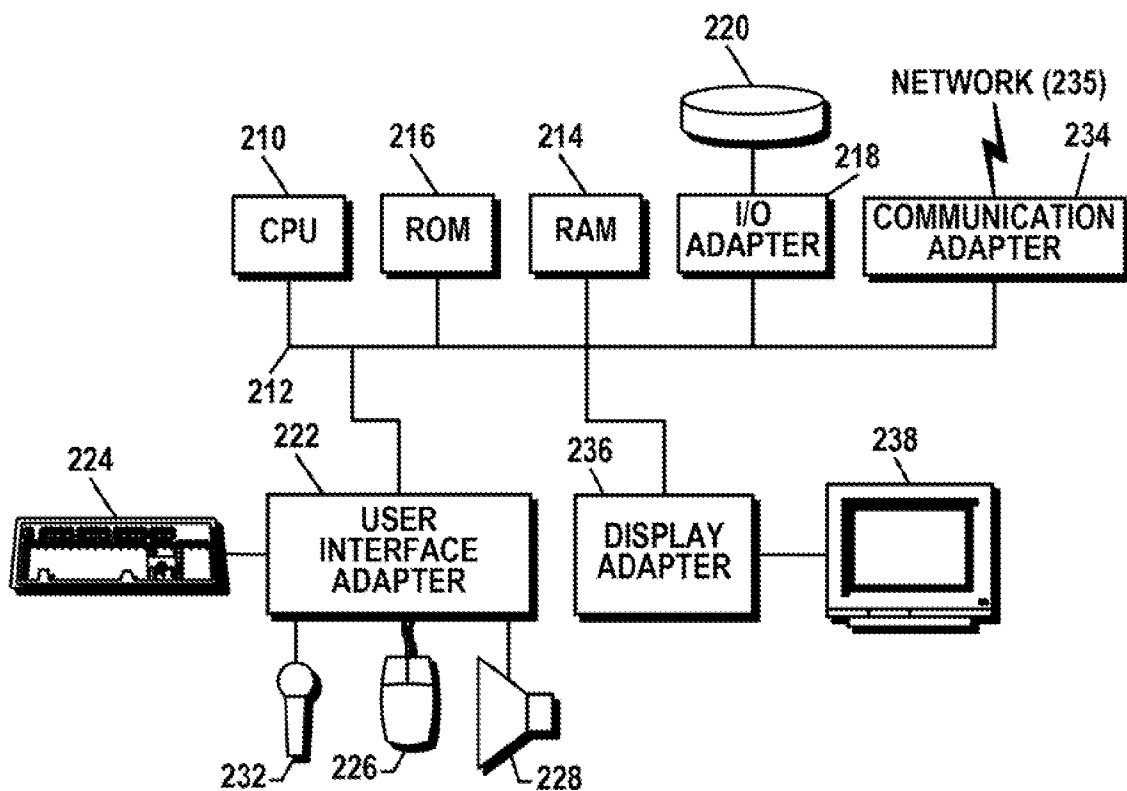 220
NETWORK (235)
210
216
214
218
234
CPU
ROM
RAM
I/O
ADAPTER
COMMUNICATION
ADAPTER
212
222
236
238
224
USER
INTERFACE
ADAPTER
DISPLAY
ADAPTER
232
226
228